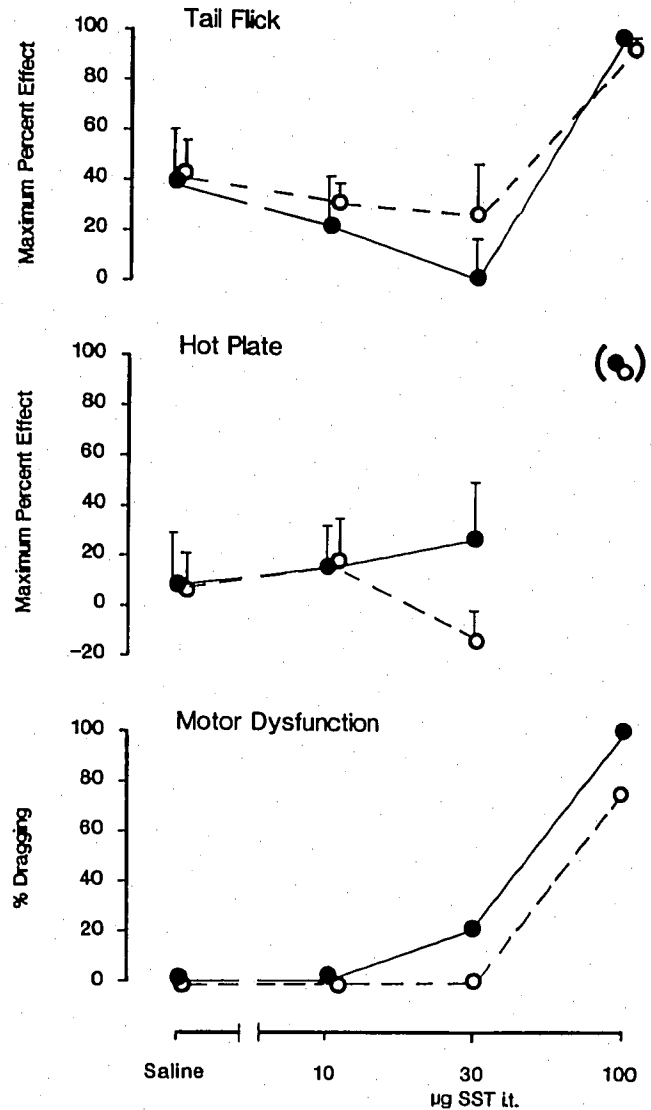 Tail Flick
Maximum Percent Effect
100
80
60
40
20
0
Hot Plate
Maximum Percent Effect
100
80
60
40
20
0
-20
( )
Motor Dysfunction
% Dragging
100
80
60
40
20
0
Saline
10
30
100
µg SST i.t.